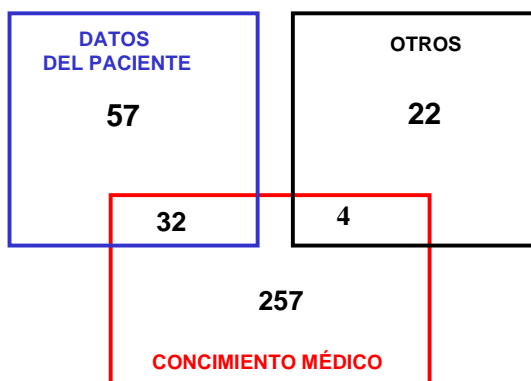 DATOS
DEL PACIENTE
OTROS
57
22
32
4
257
CONCIMIENTO MÉDICO